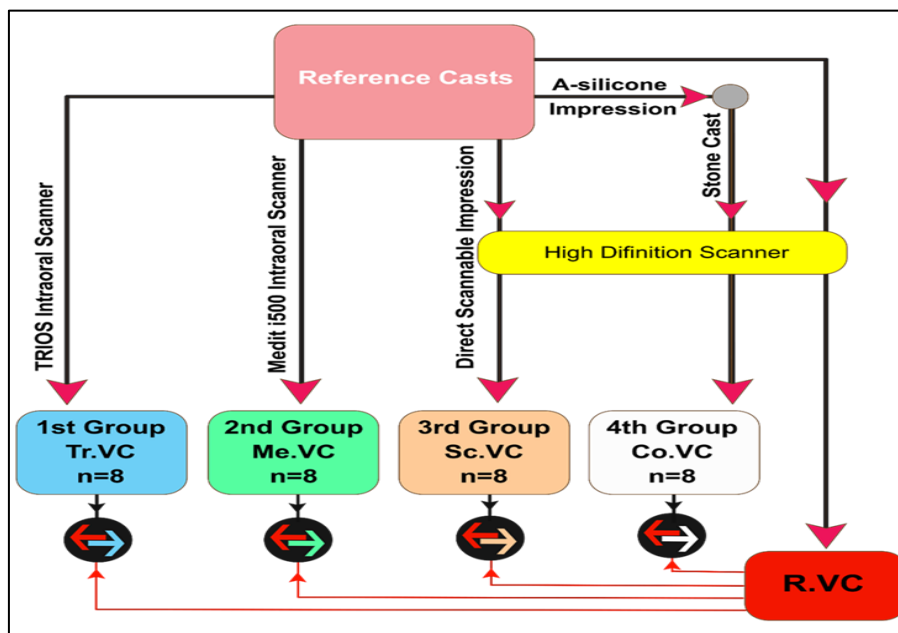 Reference Casts
A-silicone
Impression
TRIOS Intraoral Scanner
Medit i500 Intraoral Scanner
Direct Scannable Impression
Stone Cast
High Difinition Scanner
1st Group
Tr.VC
n=8
2nd Group
Me.VC
n=8
3rd Group
Sc.VC
n=8
4th Group
Co.VC
n=8
R.VC